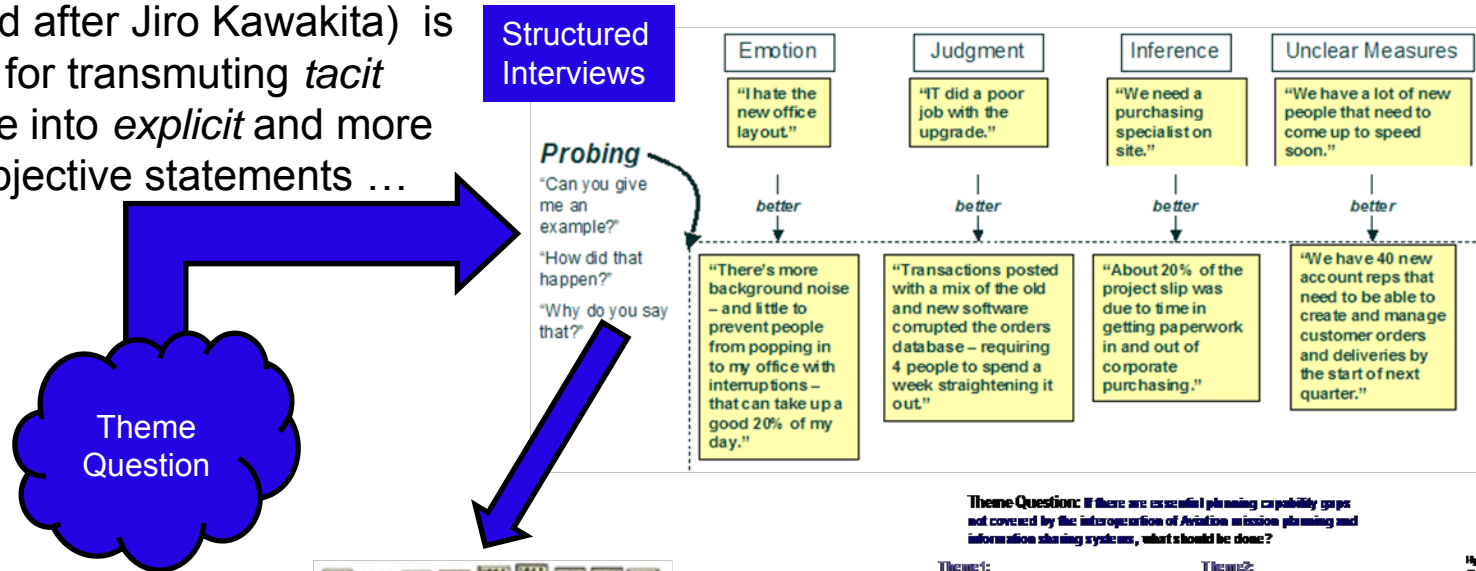 d after Jiro Kawakita) is
for transmuting tacit
e into explicit and more
bjective statements …
Structured
Interviews
Emotion
Judgment
Inference
Unclear Measures
"I hate the
new office
layout."
"IT did a poor
job with the
upgrade."
"We need a
purchasing
specialist on
site."
"We have a lot of new
people that need to
come up to speed
soon."
Probing
"Can you give
me an
example?"
"How did that
happen?"
"Why do you say
that?"
better
better
better
better
"There's more
background noise
– and little to
prevent people
from popping in
to my office with
interruptions –
that can take up a
good 20% of my
day."
"Transactions posted
with a mix of the old
and new software
corrupted the orders
database – requiring
4 people to spend a
week straightening it
out."
"About 20% of the
project slip was
due to time in
getting paperwork
in and out of
corporate
purchasing."
"We have 40 new
account reps that
need to be able to
create and manage
customer orders
and deliveries by
the start of next
quarter."
Theme
Question
Theme Question: If there are essential planning capability gaps
not covered by the interoperation of Aviation mission planning and
information sharing systems, what should be done?
Theme1:
Theme2: